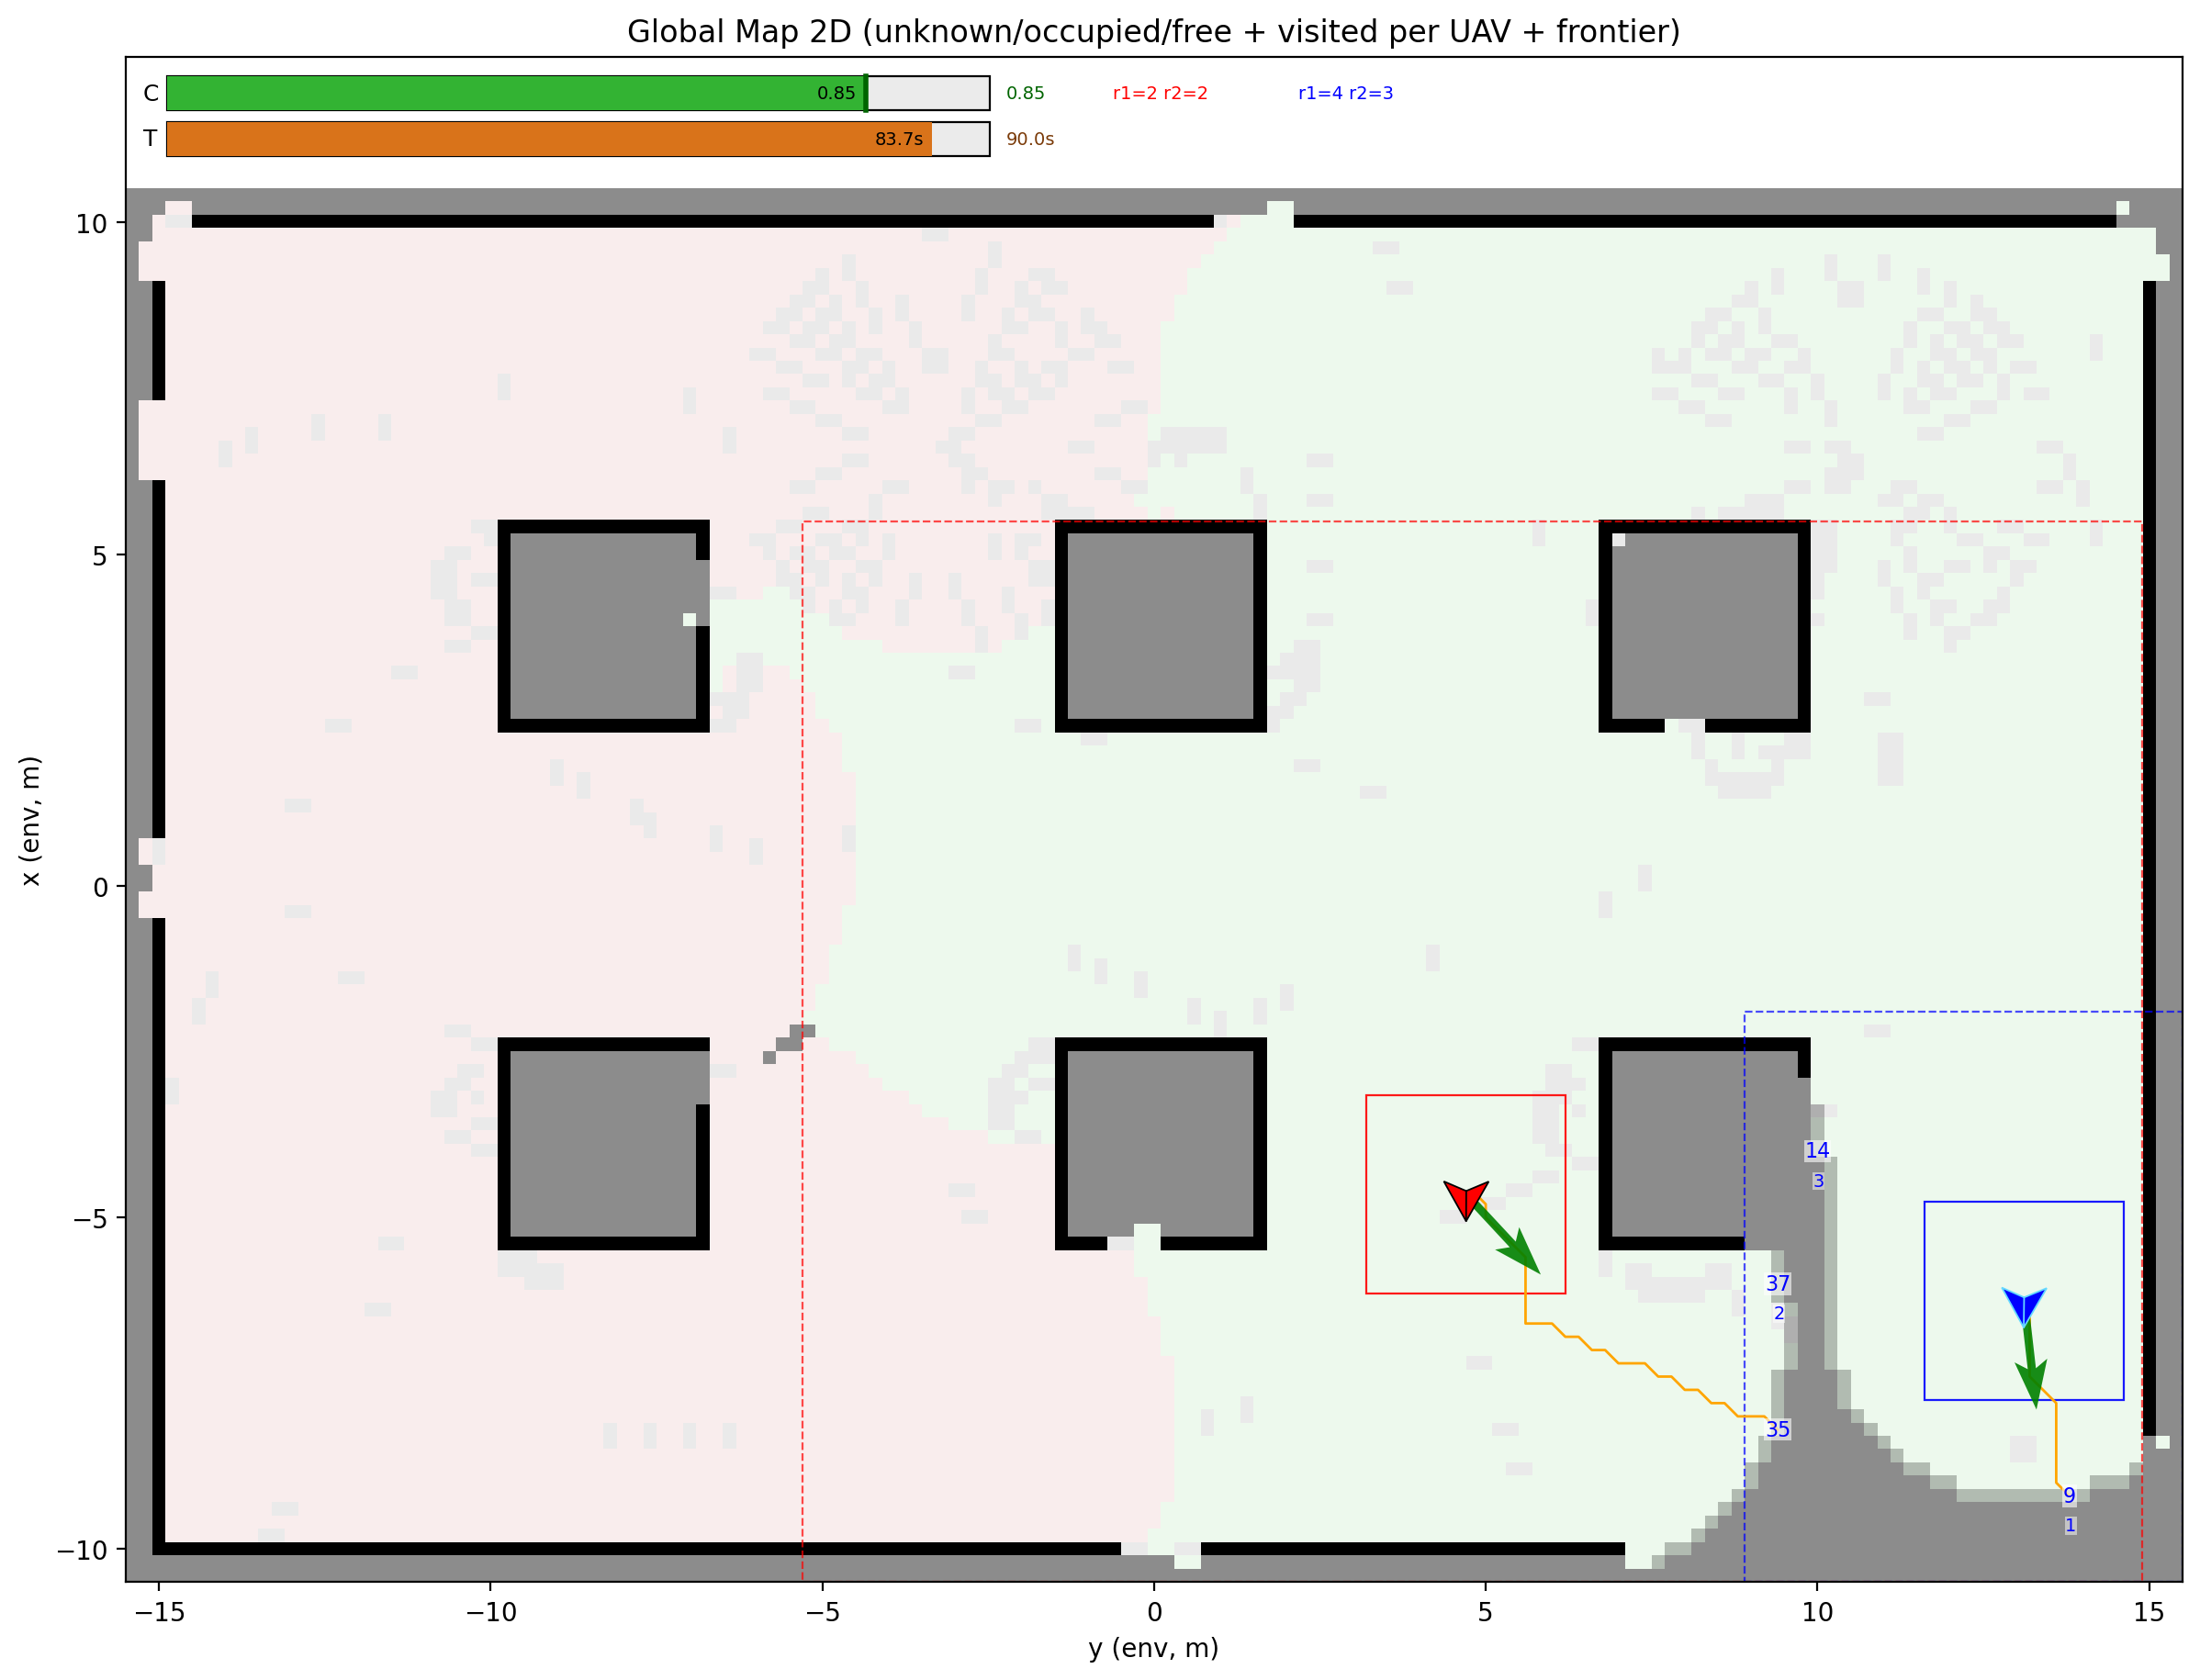 Global Map 2D (unknown/occupied/free + visited per UAV + frontier)
C 0.85 0.85 r1=2 r2=2 r1=4 r2=3
T 83.7s 90.0s
10
5
0
−5
−10
x (env, m)
14
3
37
2
35
9
1
−15 −10 −5 0 5 10 15
y (env, m)